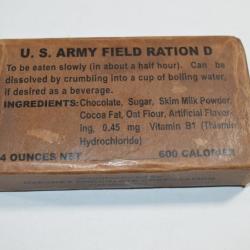 U. S. ARMY FIELD RATION D
To be eaten slowly (in about a half hour). Can be
dissolved by crumbling into a cup of boiling water,
if desired as a beverage.
INGREDIENTS: Chocolate, Sugar, Skim Milk Powder,
Cocoa Fat, Oat Flour, Artificial Flavor-
ing, 0.45 mg Vitamin B1 (Thiamin
Hydrochloride)
4 OUNCES NET 600 CALORIES